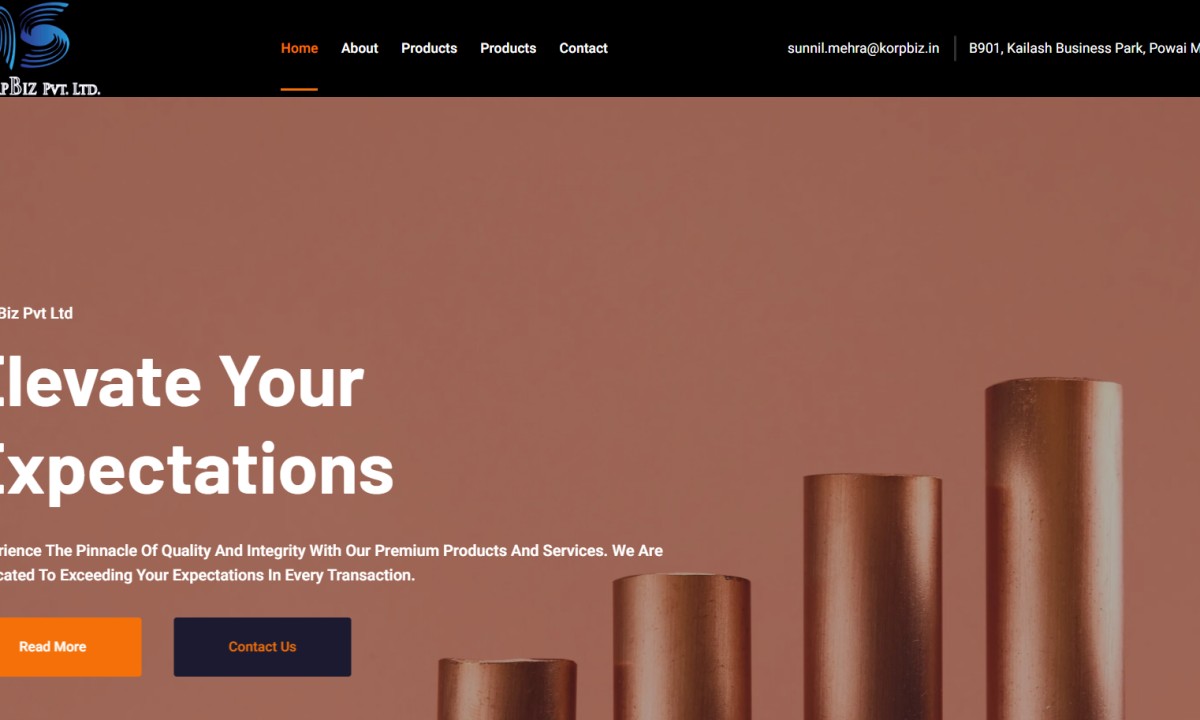 Home About Products Products Contact
sunnil.mehra@korpbiz.in
B901, Kailash Business Park, Powai M
pBiz Pvt. Ltd.
Biz Pvt Ltd
Elevate Your
Expectations
rience The Pinnacle Of Quality And Integrity With Our Premium Products And Services. We Are
cated To Exceeding Your Expectations In Every Transaction.
Read More
Contact Us